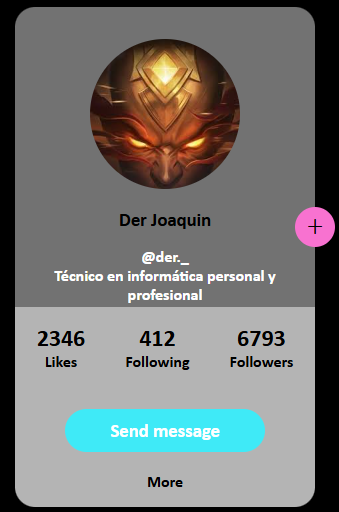 Der Joaquin
+
@der._
Técnico en informática personal y
profesional
2346 412 6793
Likes Following Followers
Send message
More